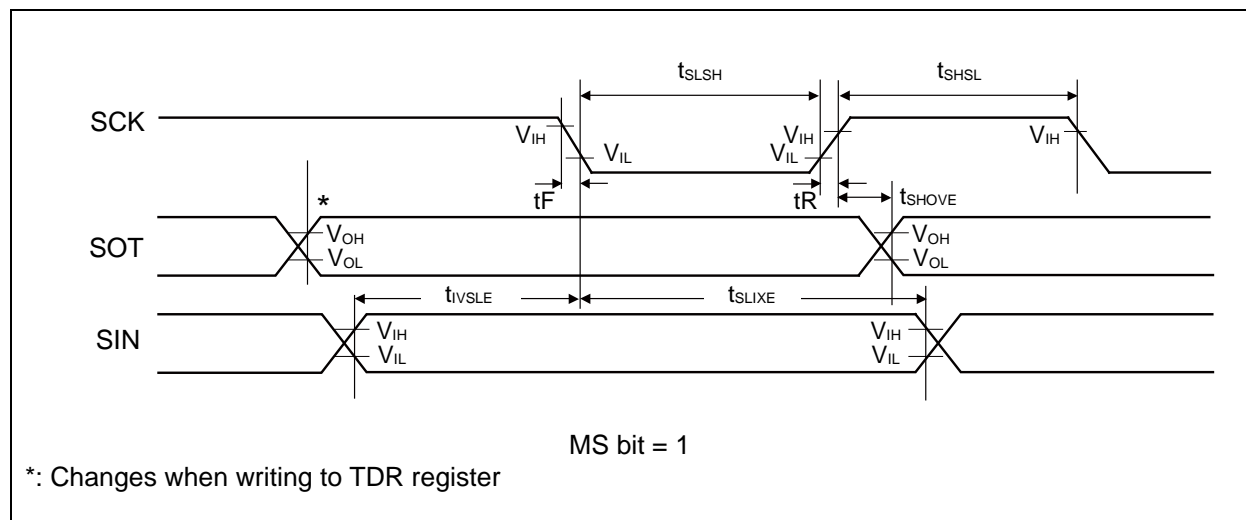 tSLSH tSHSL
SCK
VIH VIH VIH
VIL VIL
tF tR tSHOVE
*
SOT
VOH VOH
VOL VOL
tIVSLE tSLIXE
SIN
VIH VIH
VIL VIL
MS bit = 1
*: Changes when writing to TDR register